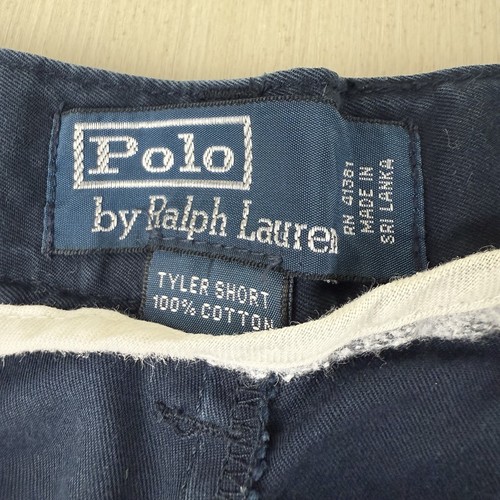 Polo
by Ralph Lauren
RN 41381
MADE IN
SRI LANKA
TYLER SHORT
100% COTTON